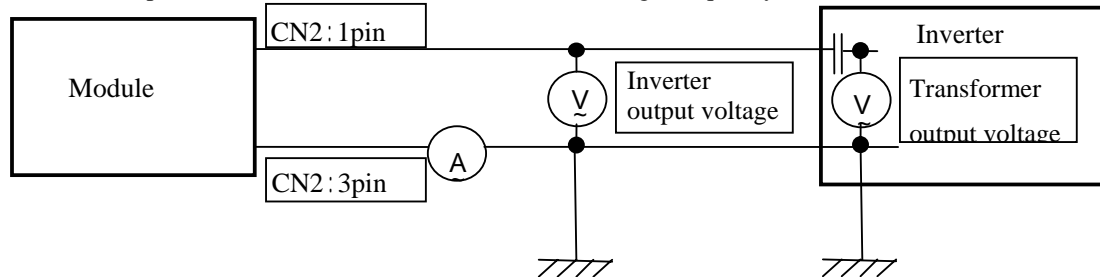 CN2:1pin
Inverter
Module
Inverter
output voltage
V
~
V
~
Transformer
output voltage
A
~
CN2:3pin